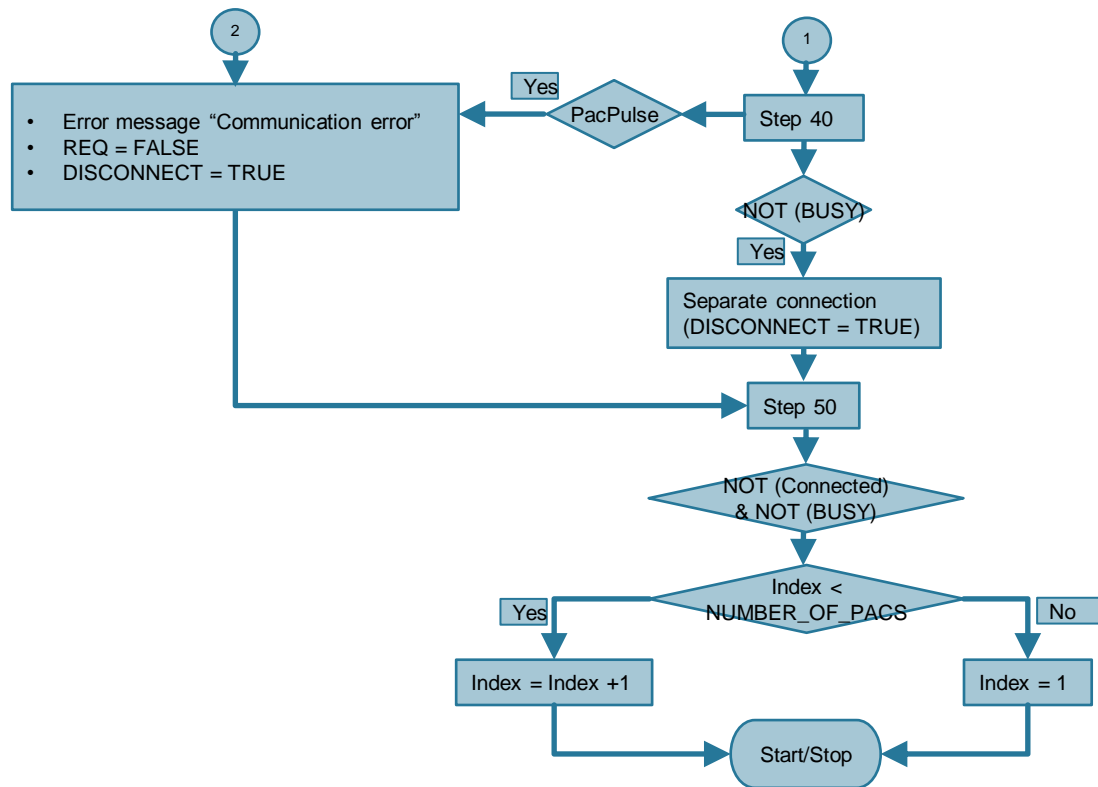 2
1
Yes
PacPulse
Step 40
• Error message “Communication error”
• REQ = FALSE
• DISCONNECT = TRUE
NOT (BUSY)
Yes
Separate connection
(DISCONNECT = TRUE)
Step 50
NOT (Connected)
& NOT (BUSY)
Index <
NUMBER_OF_PACS
Yes
No
Index = Index +1
Index = 1
Start/Stop